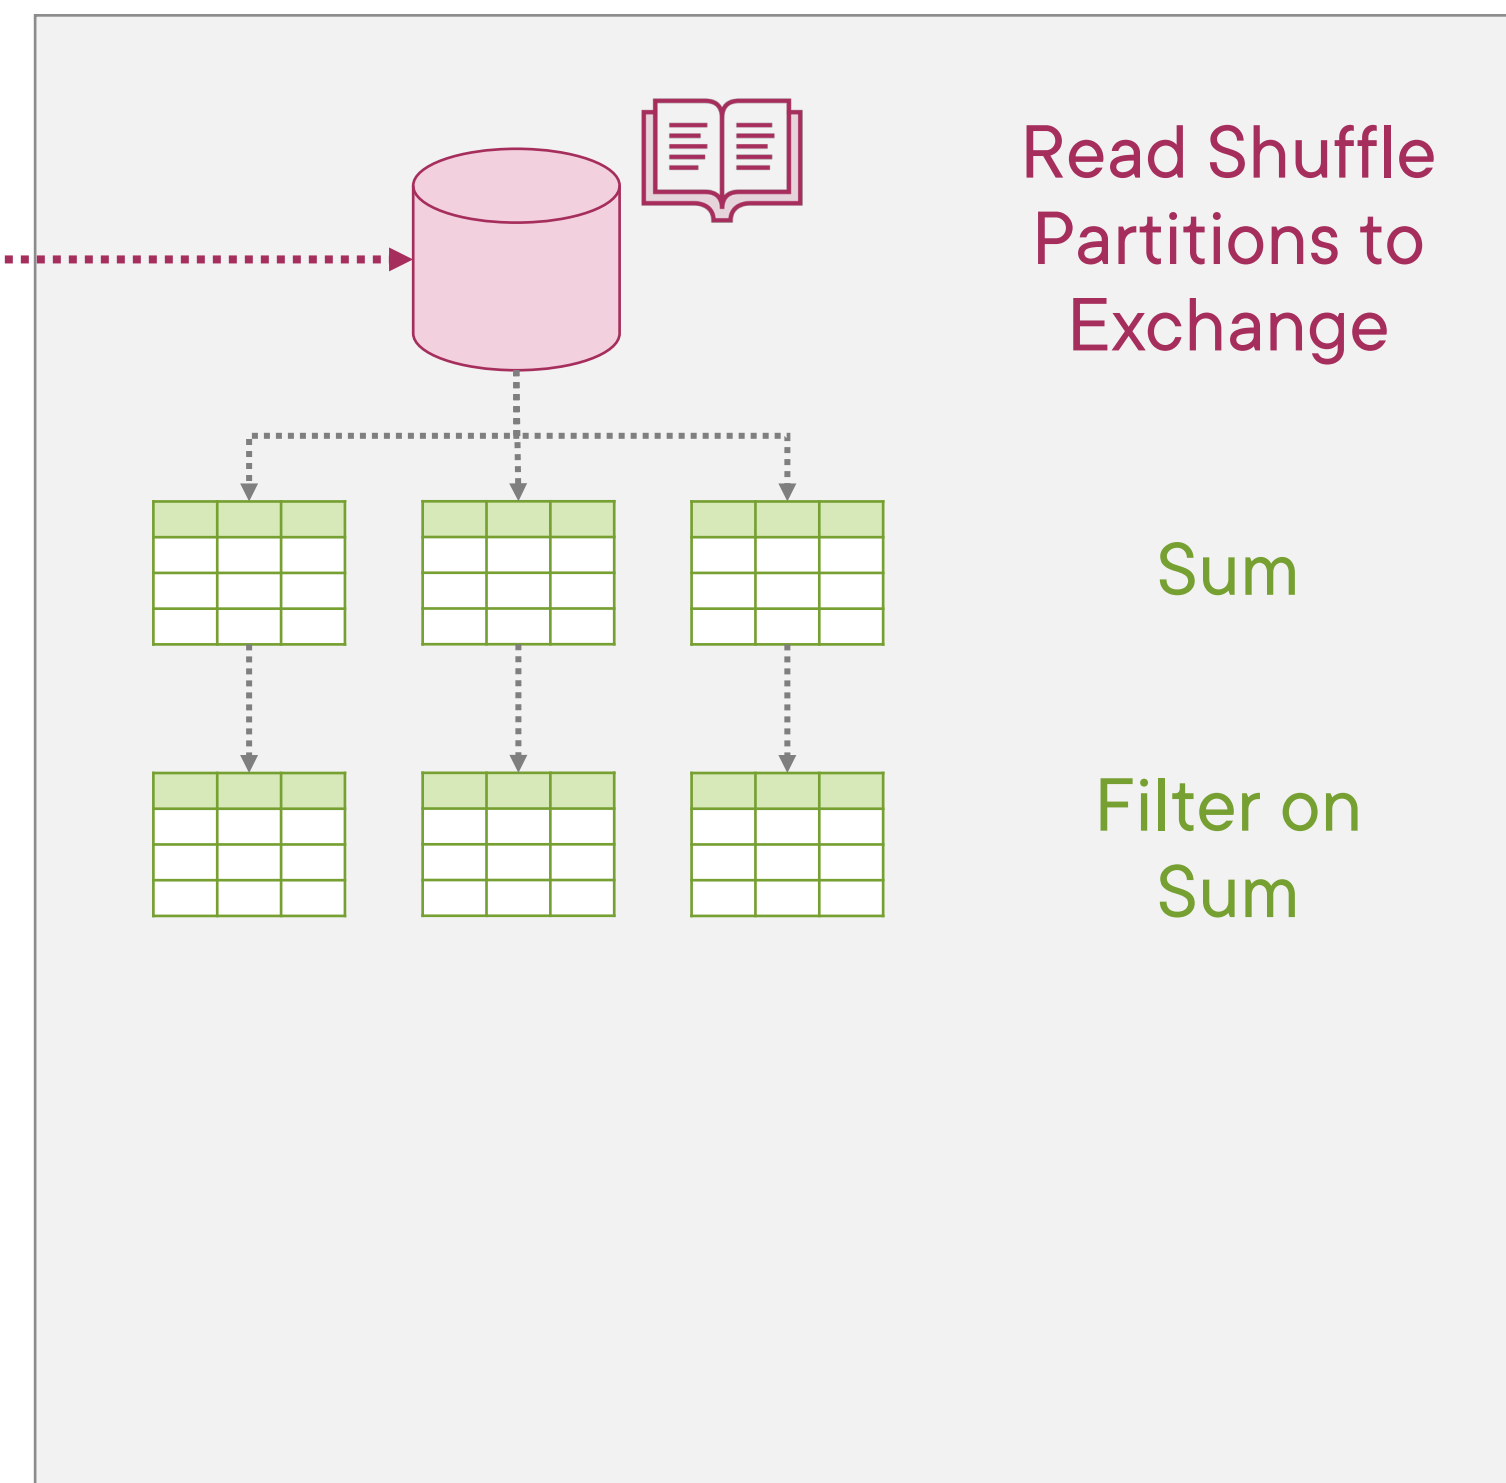 Read Shuffle
Partitions to
Exchange
Sum
Filter on
Sum